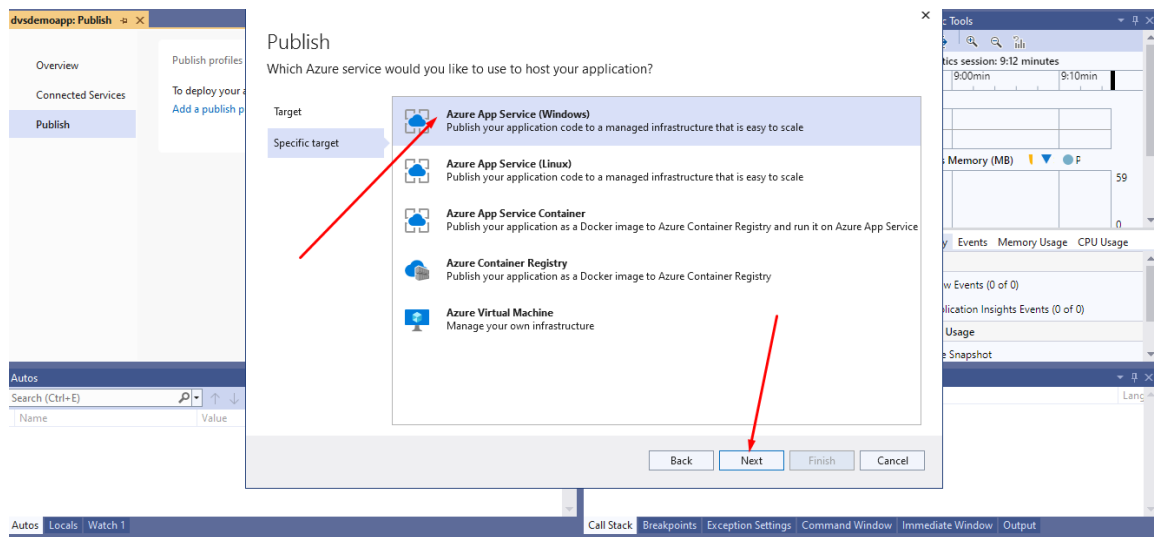 dvsdemoapp: Publish
Overview
Connected Services
Publish
Publish profiles
To deploy your a
Add a publish p
Publish
Which Azure service would you like to use to host your application?
Target
Specific target
Azure App Service (Windows)
Publish your application code to a managed infrastructure that is easy to scale
Azure App Service (Linux)
Publish your application code to a managed infrastructure that is easy to scale
Azure App Service Container
Publish your application as a Docker image to Azure Container Registry and run it on Azure App Service
Azure Container Registry
Publish your application as a Docker image to Azure Container Registry
Azure Virtual Machine
Manage your own infrastructure
Back
Next
Finish
Cancel
c Tools
tics session: 9:12 minutes
9:00min 9:10min
Memory (MB)
59
0
y Events Memory Usage CPU Usage
w Events (0 of 0)
lication Insights Events (0 of 0)
Usage
Snapshot
Autos
Search (Ctrl+E)
Name Value
Lang
Autos Locals Watch 1
Call Stack Breakpoints Exception Settings Command Window Immediate Window Output